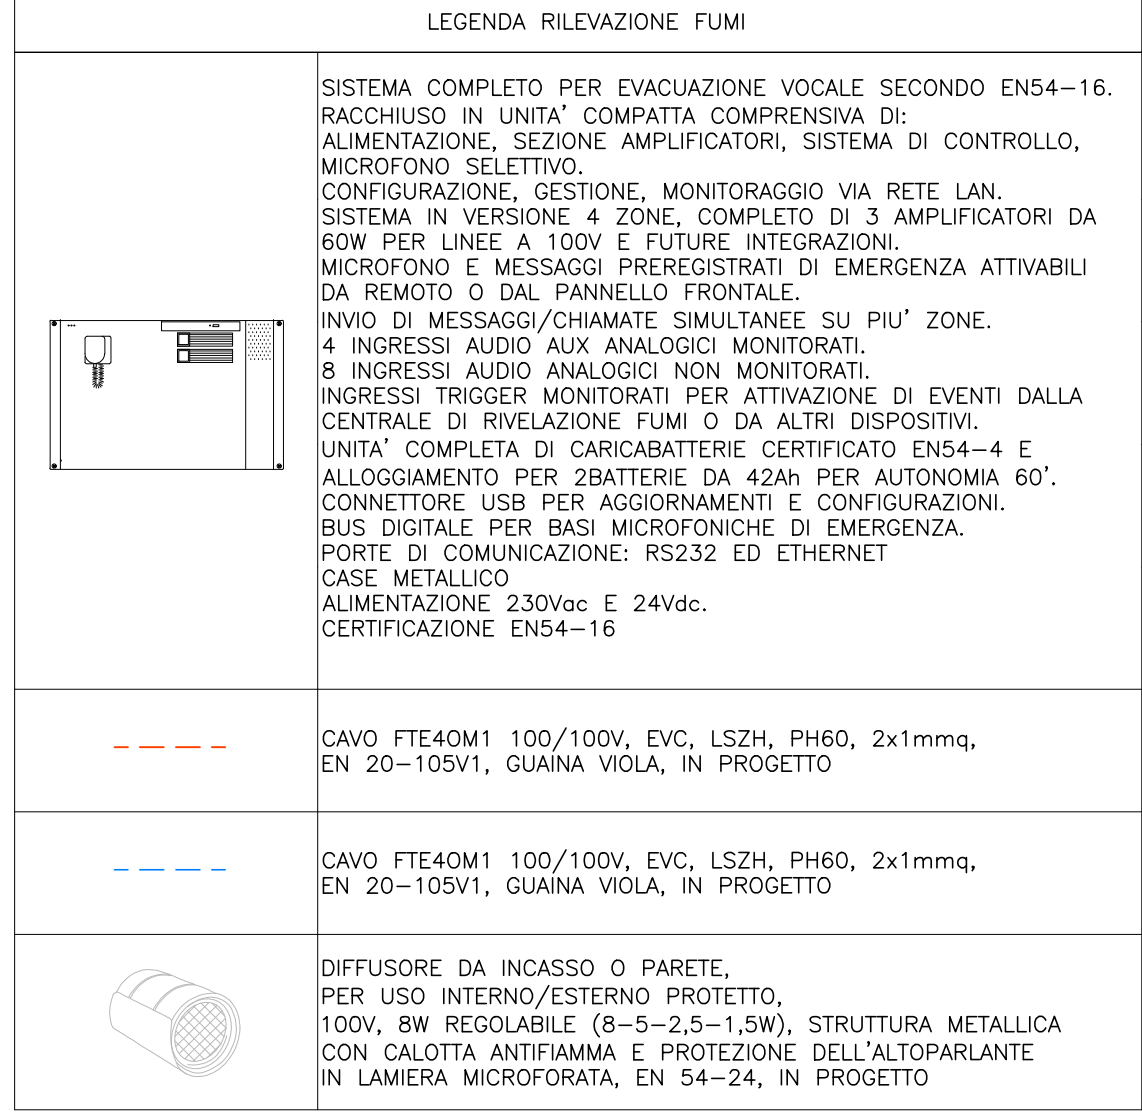 LEGENDA RILEVAZIONE FUMI
SISTEMA COMPLETO PER EVACUAZIONE VOCALE SECONDO EN54-16.
RACCHIUSO IN UNITA' COMPATTA COMPRENSIVA DI:
ALIMENTAZIONE, SEZIONE AMPLIFICATORI, SISTEMA DI CONTROLLO,
MICROFONO SELETTIVO.
CONFIGURAZIONE, GESTIONE, MONITORAGGIO VIA RETE LAN.
SISTEMA IN VERSIONE 4 ZONE, COMPLETO DI 3 AMPLIFICATORI DA
60W PER LINEE A 100V E FUTURE INTEGRAZIONI.
MICROFONO E MESSAGGI PREREGISTRATI DI EMERGENZA ATTIVABILI
DA REMOTO O DAL PANNELLO FRONTALE.
INVIO DI MESSAGGI/CHIAMATE SIMULTANEE SU PIU' ZONE.
4 INGRESSI AUDIO AUX ANALOGICI MONITORATI.
8 INGRESSI AUDIO ANALOGICI NON MONITORATI.
INGRESSI TRIGGER MONITORATI PER ATTIVAZIONE DI EVENTI DALLA
CENTRALE DI RIVELAZIONE FUMI O DA ALTRI DISPOSITIVI.
UNITA' COMPLETA DI CARICABATTERIE CERTIFICATO EN54-4 E
ALLOGGIAMENTO PER 2BATTERIE DA 42Ah PER AUTONOMIA 60'.
CONNETTORE USB PER AGGIORNAMENTI E CONFIGURAZIONI.
BUS DIGITALE PER BASI MICROFONICHE DI EMERGENZA.
PORTE DI COMUNICAZIONE: RS232 ED ETHERNET
CASE METALLICO
ALIMENTAZIONE 230Vac E 24Vdc.
CERTIFICAZIONE EN54-16
CAVO FTE4OM1 100/100V, EVC, LSZH, PH60, 2x1mmq,
EN 20-105V1, GUAINA VIOLA, IN PROGETTO
CAVO FTE4OM1 100/100V, EVC, LSZH, PH60, 2x1mmq,
EN 20-105V1, GUAINA VIOLA, IN PROGETTO
DIFFUSORE DA INCASSO O PARETE,
PER USO INTERNO/ESTERNO PROTETTO,
100V, 8W REGOLABILE (8-5-2,5-1,5W), STRUTTURA METALLICA
CON CALOTTA ANTIFIAMMA E PROTEZIONE DELL'ALTOPARLANTE
IN LAMIERA MICROFORATA, EN 54-24, IN PROGETTO